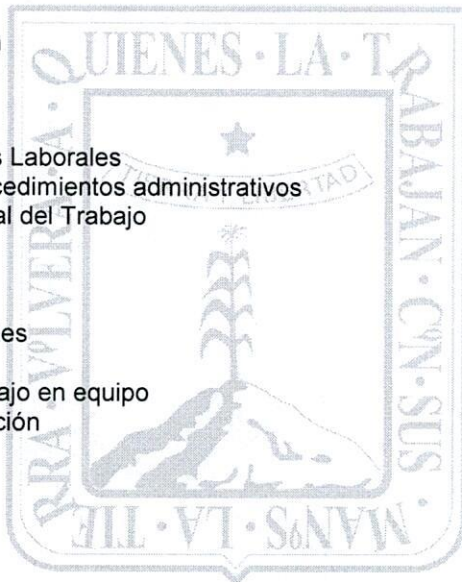 LA · TIERRA · VOLVERA · A · QUIENES · LA · TRABAJAN · CON · SUS · MANOS ·
s Laborales
cedimientos administrativos
TIERRA Y LIBERTAD
al del Trabajo
es
ajo en equipo
ción